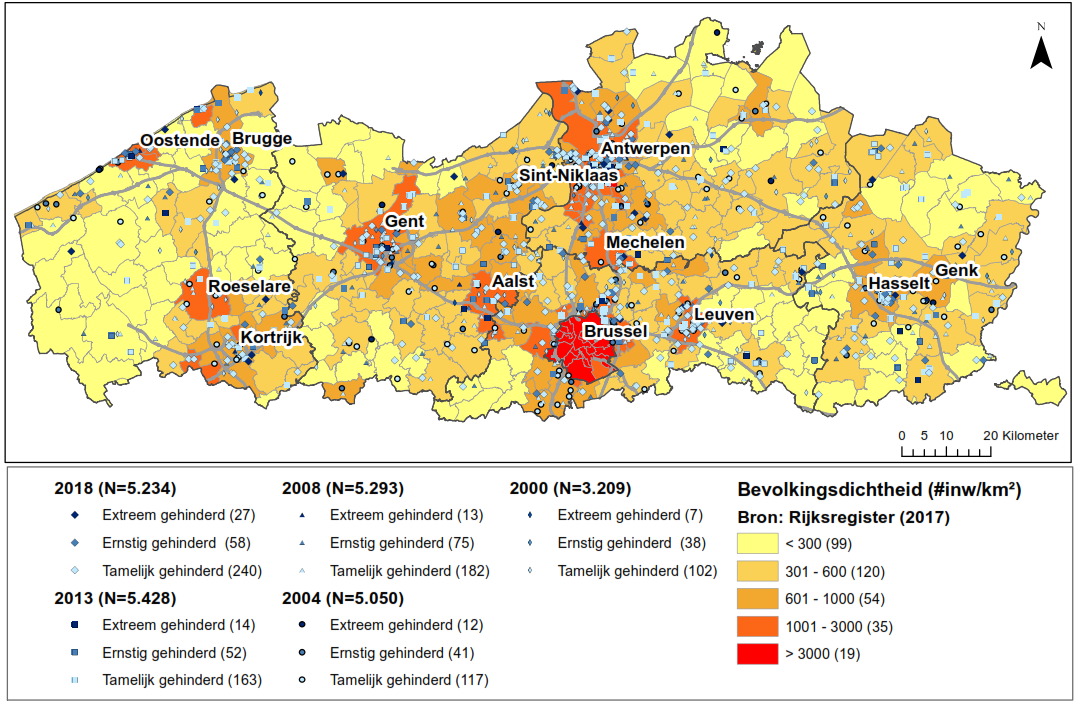 N
Oostende
Brugge
Antwerpen
Sint-Niklaas
Gent
Mechelen
Roeselare
Aalst
Genk
Hasselt
Leuven
Kortrijk
Brussel
0 5 10 20 Kilometer
2018 (N=5.234)
Extreem gehinderd (27)
Ernstig gehinderd (58)
Tamelijk gehinderd (240)
2013 (N=5.428)
Extreem gehinderd (14)
Ernstig gehinderd (52)
Tamelijk gehinderd (163)
2008 (N=5.293)
Extreem gehinderd (13)
Ernstig gehinderd (75)
Tamelijk gehinderd (182)
2004 (N=5.050)
Extreem gehinderd (12)
Ernstig gehinderd (41)
Tamelijk gehinderd (117)
2000 (N=3.209)
Extreem gehinderd (7)
Ernstig gehinderd (38)
Tamelijk gehinderd (102)
Bevolkingsdichtheid (#inw/km²)
Bron: Rijksregister (2017)
< 300 (99)
301 - 600 (120)
601 - 1000 (54)
1001 - 3000 (35)
> 3000 (19)